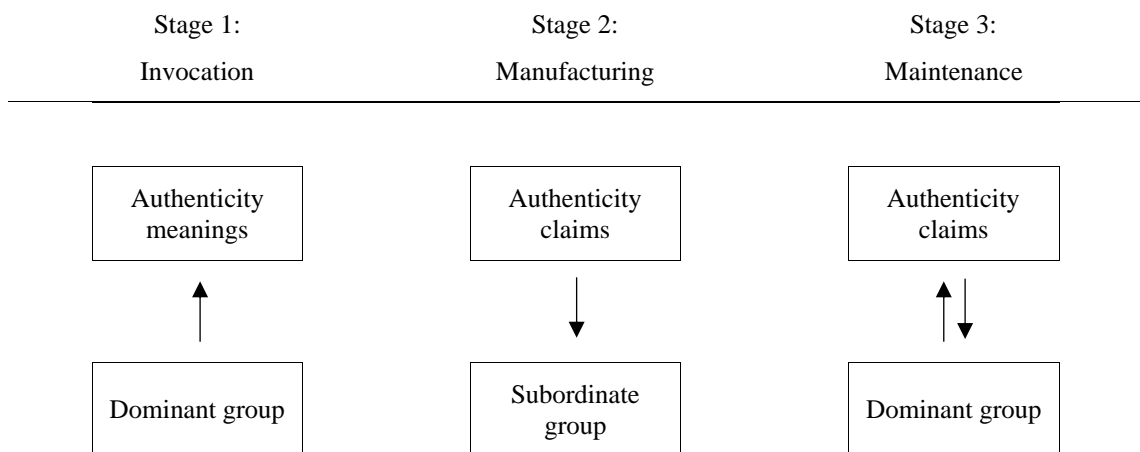 Stage 1:
Invocation
Stage 2:
Manufacturing
Stage 3:
Maintenance
Authenticity
meanings
Authenticity
claims
Authenticity
claims
Dominant group
Subordinate
group
Dominant group